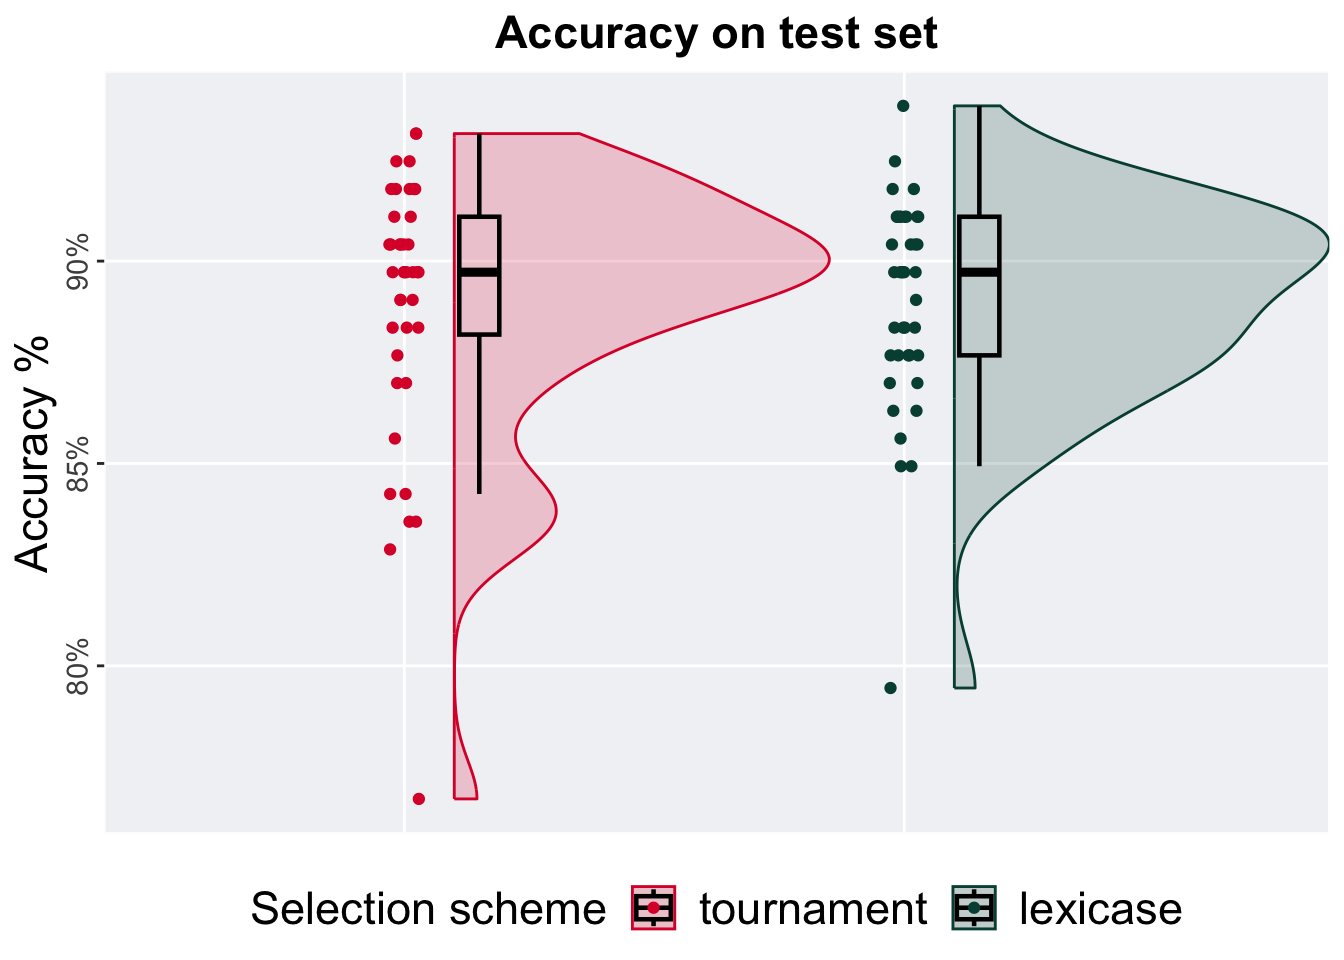 Accuracy on test set
Accuracy %
90%
85%
80%
Selection scheme tournament lexicase